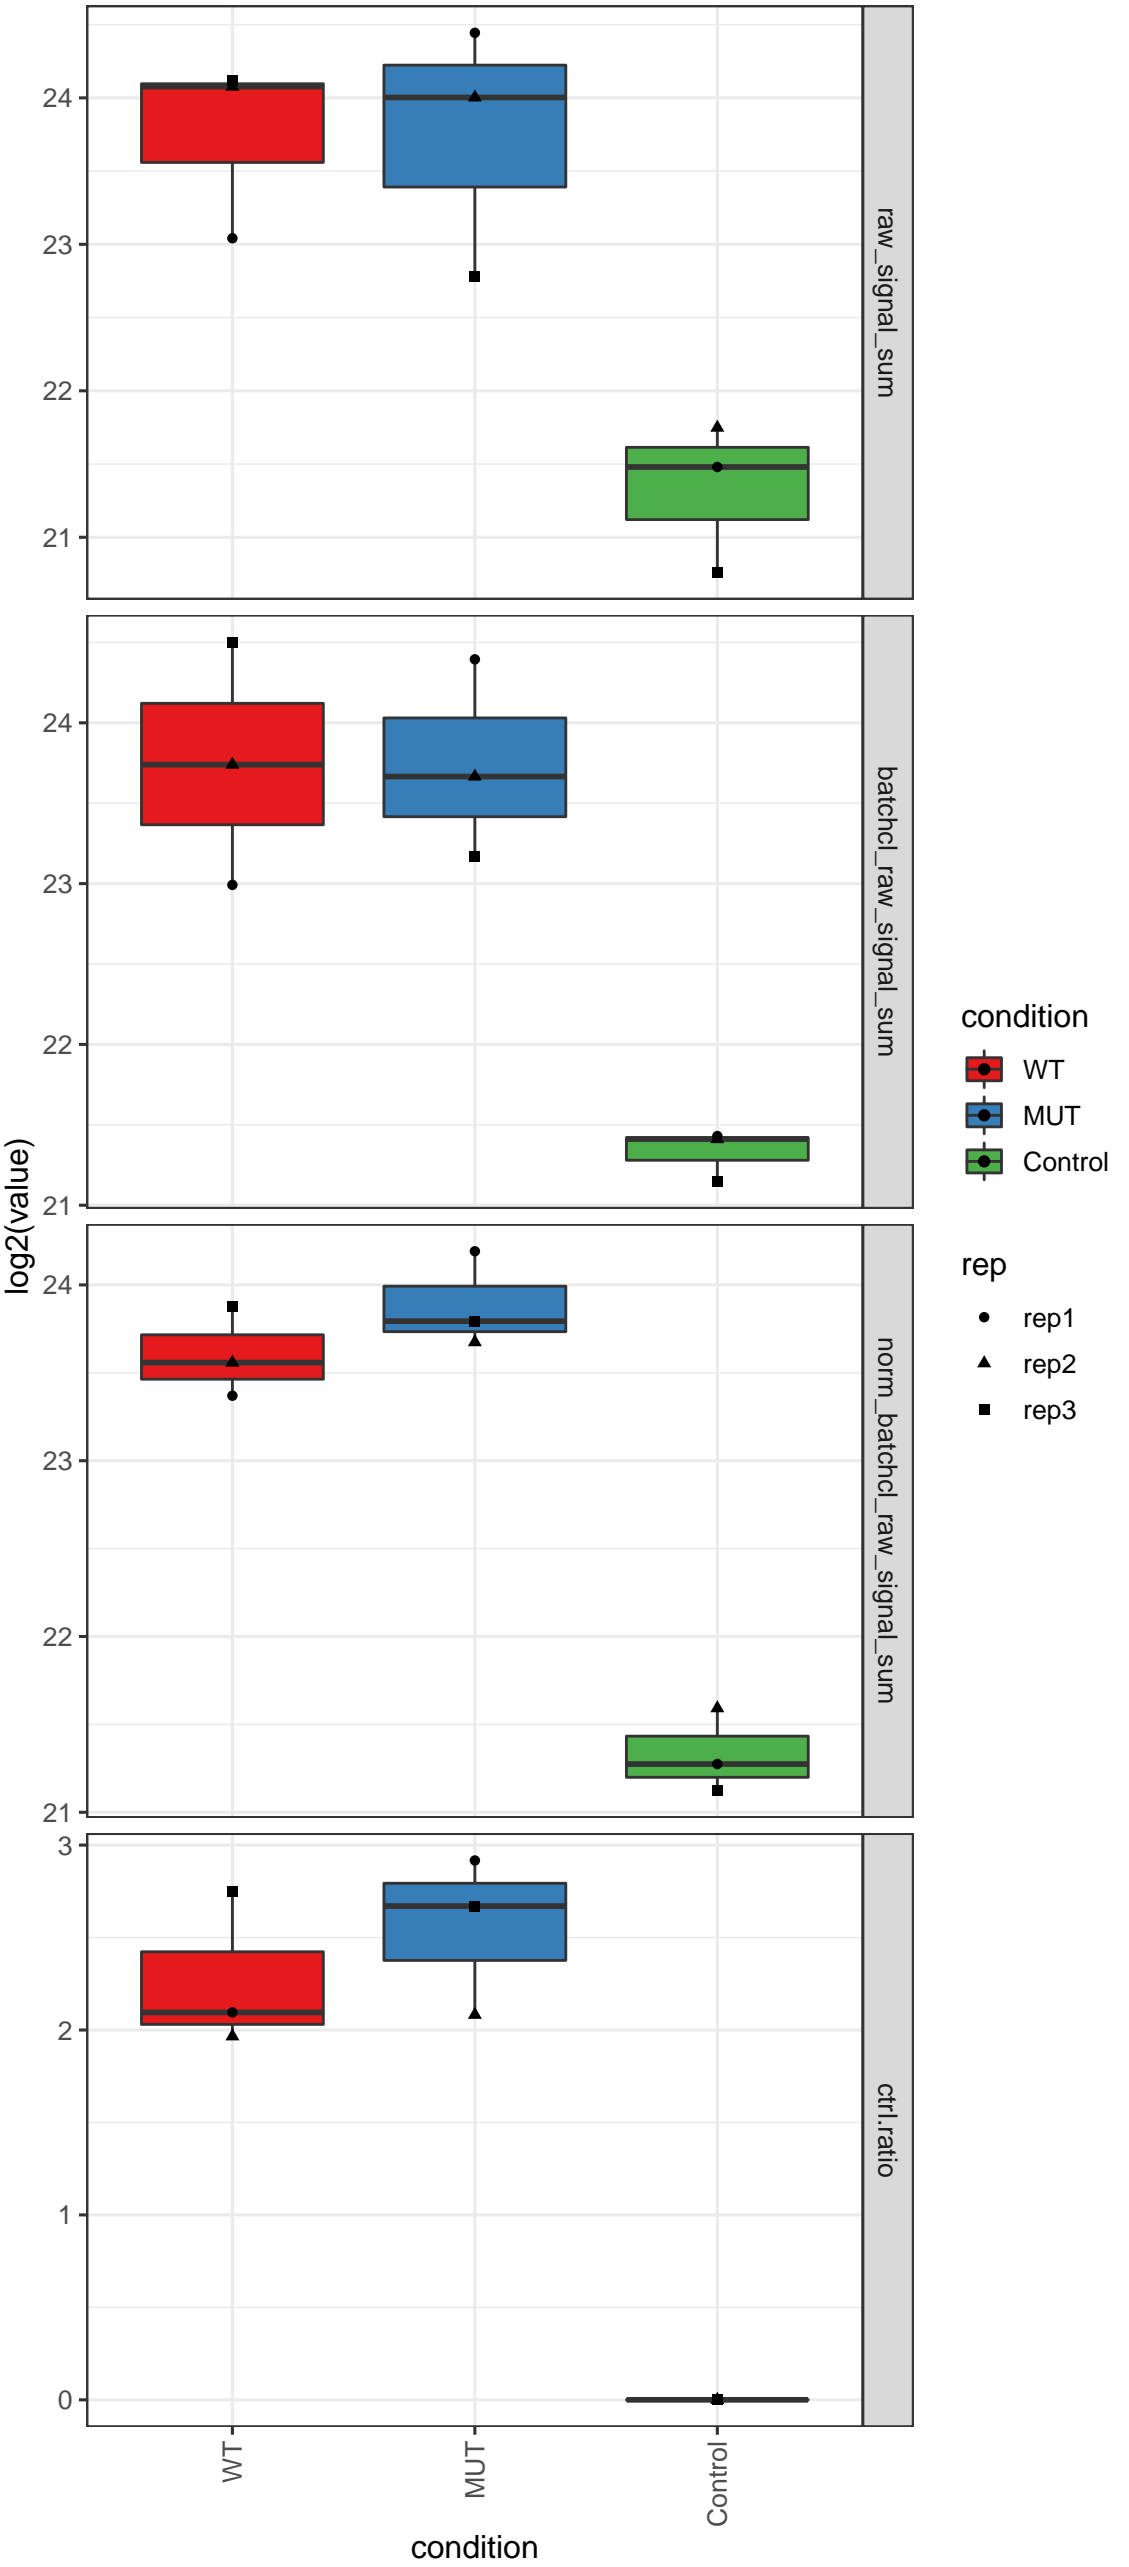 24
23
22
21
raw_signal_sum
24
23
22
21
batchcl_raw_signal_sum
24
23
22
21
norm_batchcl_raw_signal_sum
3
2
1
0
ctrl.ratio
log2(value)
WT
MUT
Control
condition
condition
WT
MUT
Control
rep
rep1
rep2
rep3